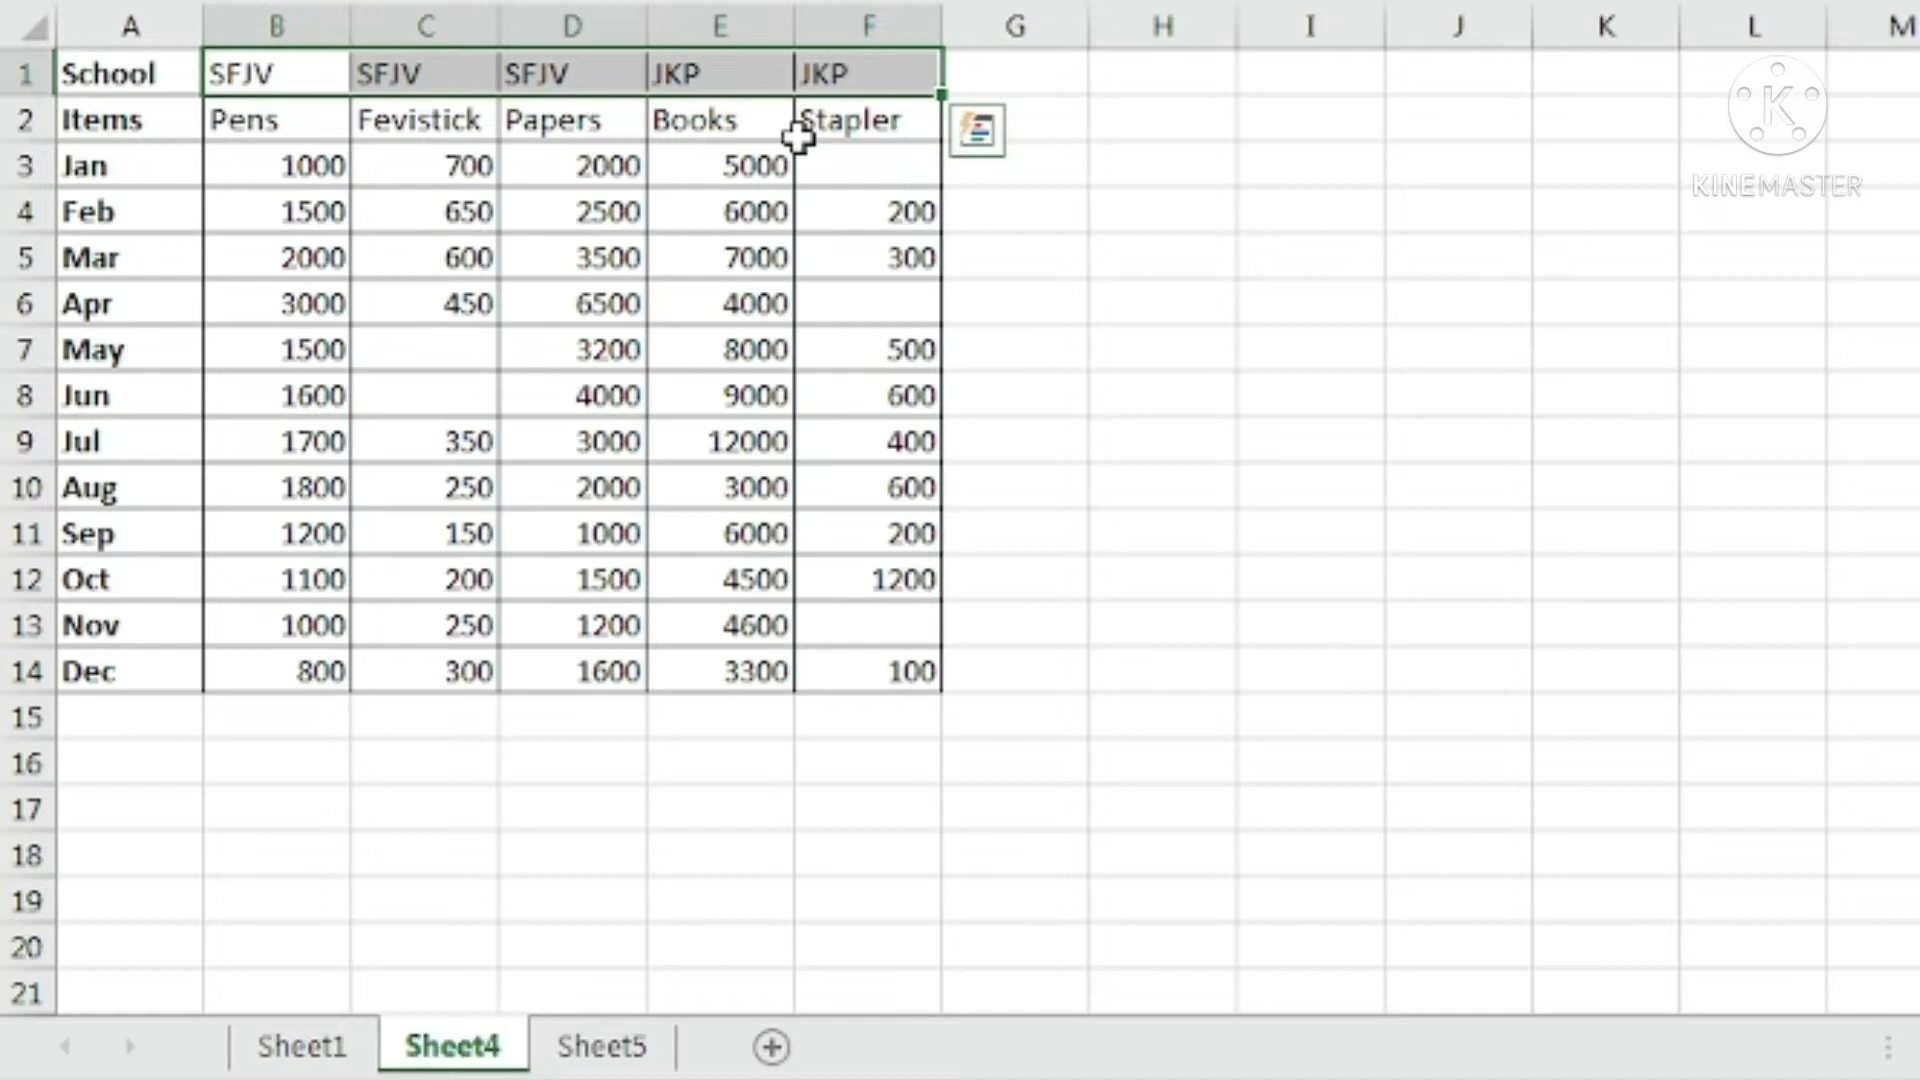 A B C D E F G H I J K L M
1 School SFJV SFJV SFJV JKP JKP
2 Items Pens Fevistick Papers Books Stapler
3 Jan 1000 700 2000 5000
4 Feb 1500 650 2500 6000 200
5 Mar 2000 600 3500 7000 300
6 Apr 3000 450 6500 4000
7 May 1500 3200 8000 500
8 Jun 1600 4000 9000 600
9 Jul 1700 350 3000 12000 400
10 Aug 1800 250 2000 3000 600
11 Sep 1200 150 1000 6000 200
12 Oct 1100 200 1500 4500 1200
13 Nov 1000 250 1200 4600
14 Dec 800 300 1600 3300 100
15
16
17
18
19
20
21
Sheet1 Sheet4 Sheet5
K
KINEMASTER